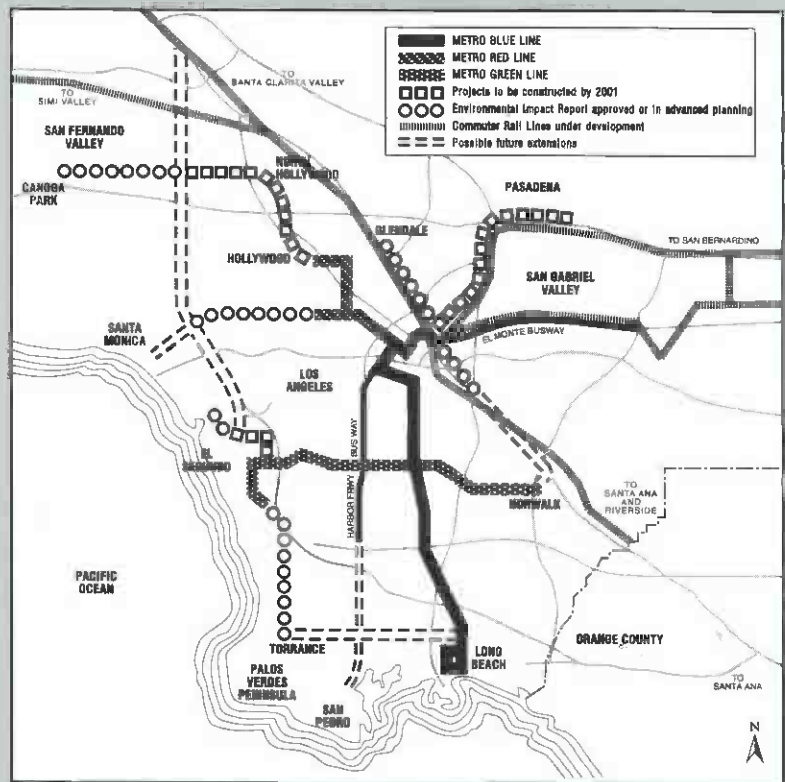 METRO BLUE LINE
METRO RED LINE
METRO GREEN LINE
Projects to be constructed by 2001
Environmental Impact Report approved or in advanced planning
Commuter Rail Lines under development
Possible future extensions
TO
SANTA CLARITA VALLEY
TO
SIMI VALLEY
SAN FERNANDO
VALLEY
NORTH
HOLLYWOOD
CANOGA
PARK
PASADENA
GLENDALE
HOLLYWOOD
TO SAN BERNARDINO
SAN GABRIEL
VALLEY
SANTA
MONICA
EL MONTE BUSWAY
LOS
ANGELES
HARBOR FRWY BUS WAY
EL
SEGUNDO
NORWALK
TO
SANTA ANA
AND
RIVERSIDE
PACIFIC
OCEAN
TORRANCE
LONG
BEACH
ORANGE COUNTY
PALOS
VERDES
PENINSULA
SAN
PEDRO
TO
SANTA ANA
N